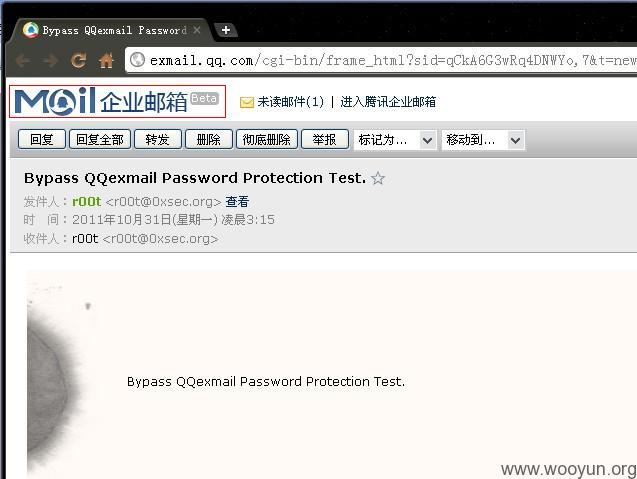 Bypass QQexmail Password
exmail.qq.com/cgi-bin/frame_html?sid=qCkA6G3wRq4DNWYo,7&t=new
Mail 企业邮箱 Beta 未读邮件(1) | 进入腾讯企业邮箱
回复 回复全部 转发 删除 彻底删除 举报 标记为... 移动到...
Bypass QQexmail Password Protection Test.
发件人：r00t <r00t@0xsec.org> 查看
时 间：2011年10月31日(星期一) 凌晨3:15
收件人：r00t <r00t@0xsec.org>
Bypass QQexmail Password Protection Test.
www.wooyun.org